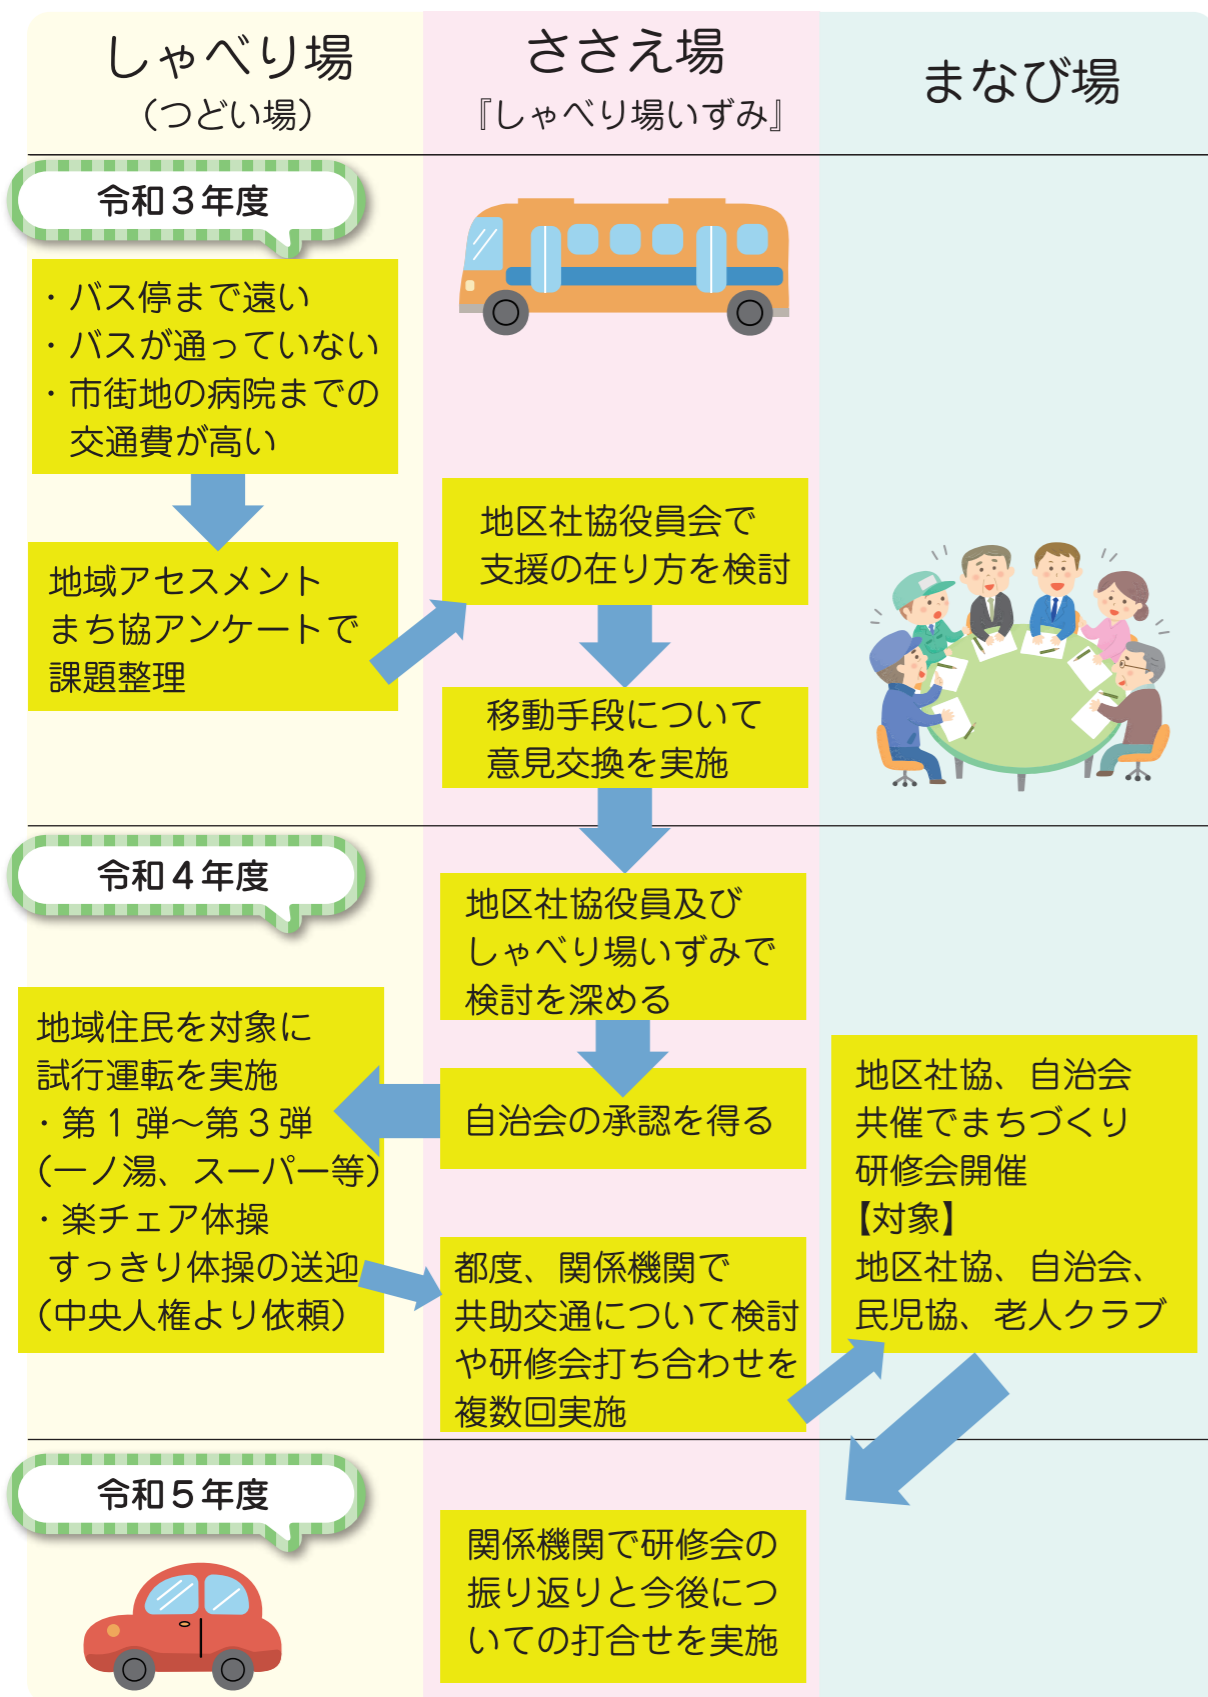 しゃべり場
（つどい場）
ささえ場
『しゃべり場いずみ』
まなび場
令和３年度
・バス停まで遠い
・バスが通っていない
・市街地の病院までの
交通費が高い
地域アセスメント
まち協アンケートで
課題整理
地区社協役員会で
支援の在り方を検討
移動手段について
意見交換を実施
令和４年度
地区社協役員及び
しゃべり場いずみで
検討を深める
自治会の承認を得る
地域住民を対象に
試行運転を実施
・第１弾～第３弾
（一ノ湯、スーパー等）
・楽チェア体操
すっきり体操の送迎
（中央人権より依頼）
都度、関係機関で
共助交通について検討
や研修会打ち合わせを
複数回実施
地区社協、自治会
共催でまちづくり
研修会開催
【対象】
地区社協、自治会、
民児協、老人クラブ
令和５年度
関係機関で研修会の
振り返りと今後につ
いての打合せを実施